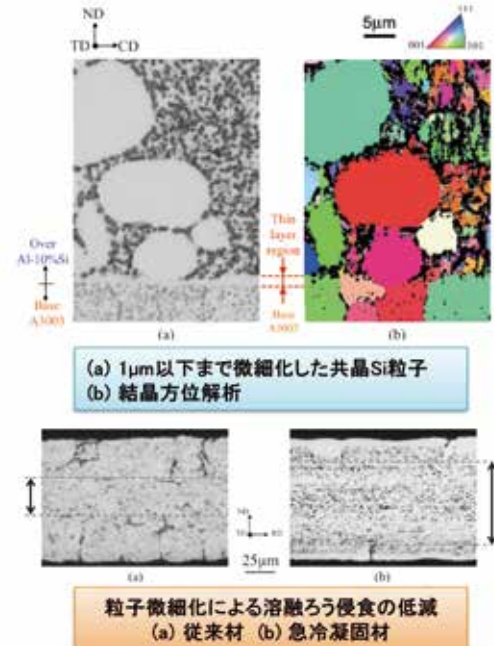 ND
TD CD
5μm
111
001 101
Over
Al-10%Si
Base
A3003
Thin
layer
region
Base
A3003
(a) (b)
(a) 1μm以下まで微細化した共晶Si粒子
(b) 結晶方位解析
ND
25μm
(a) (b)
粒子微細化による溶融ろう侵食の低減
(a) 従来材 (b) 急冷凝固材